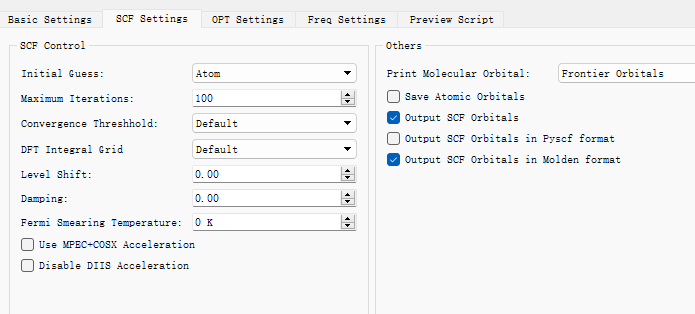 Basic Settings SCF Settings OPT Settings Freq Settings Preview Script
SCF Control
Initial Guess: Atom
Maximum Iterations: 100
Convergence Threshhold: Default
DFT Integral Grid Default
Level Shift: 0.00
Damping: 0.00
Fermi Smearing Temperature: 0 K
Use MPEC+COSX Acceleration
Disable DIIS Acceleration
Others
Print Molecular Orbital: Frontier Orbitals
Save Atomic Orbitals
Output SCF Orbitals
Output SCF Orbitals in Pyscf format
Output SCF Orbitals in Molden format